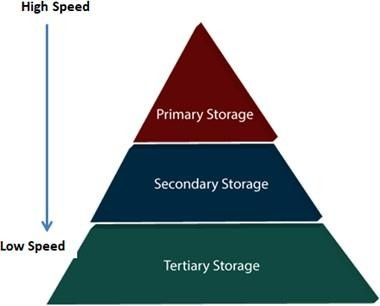 High Speed
Primary Storage
Secondary Storage
Low Speed
Tertiary Storage